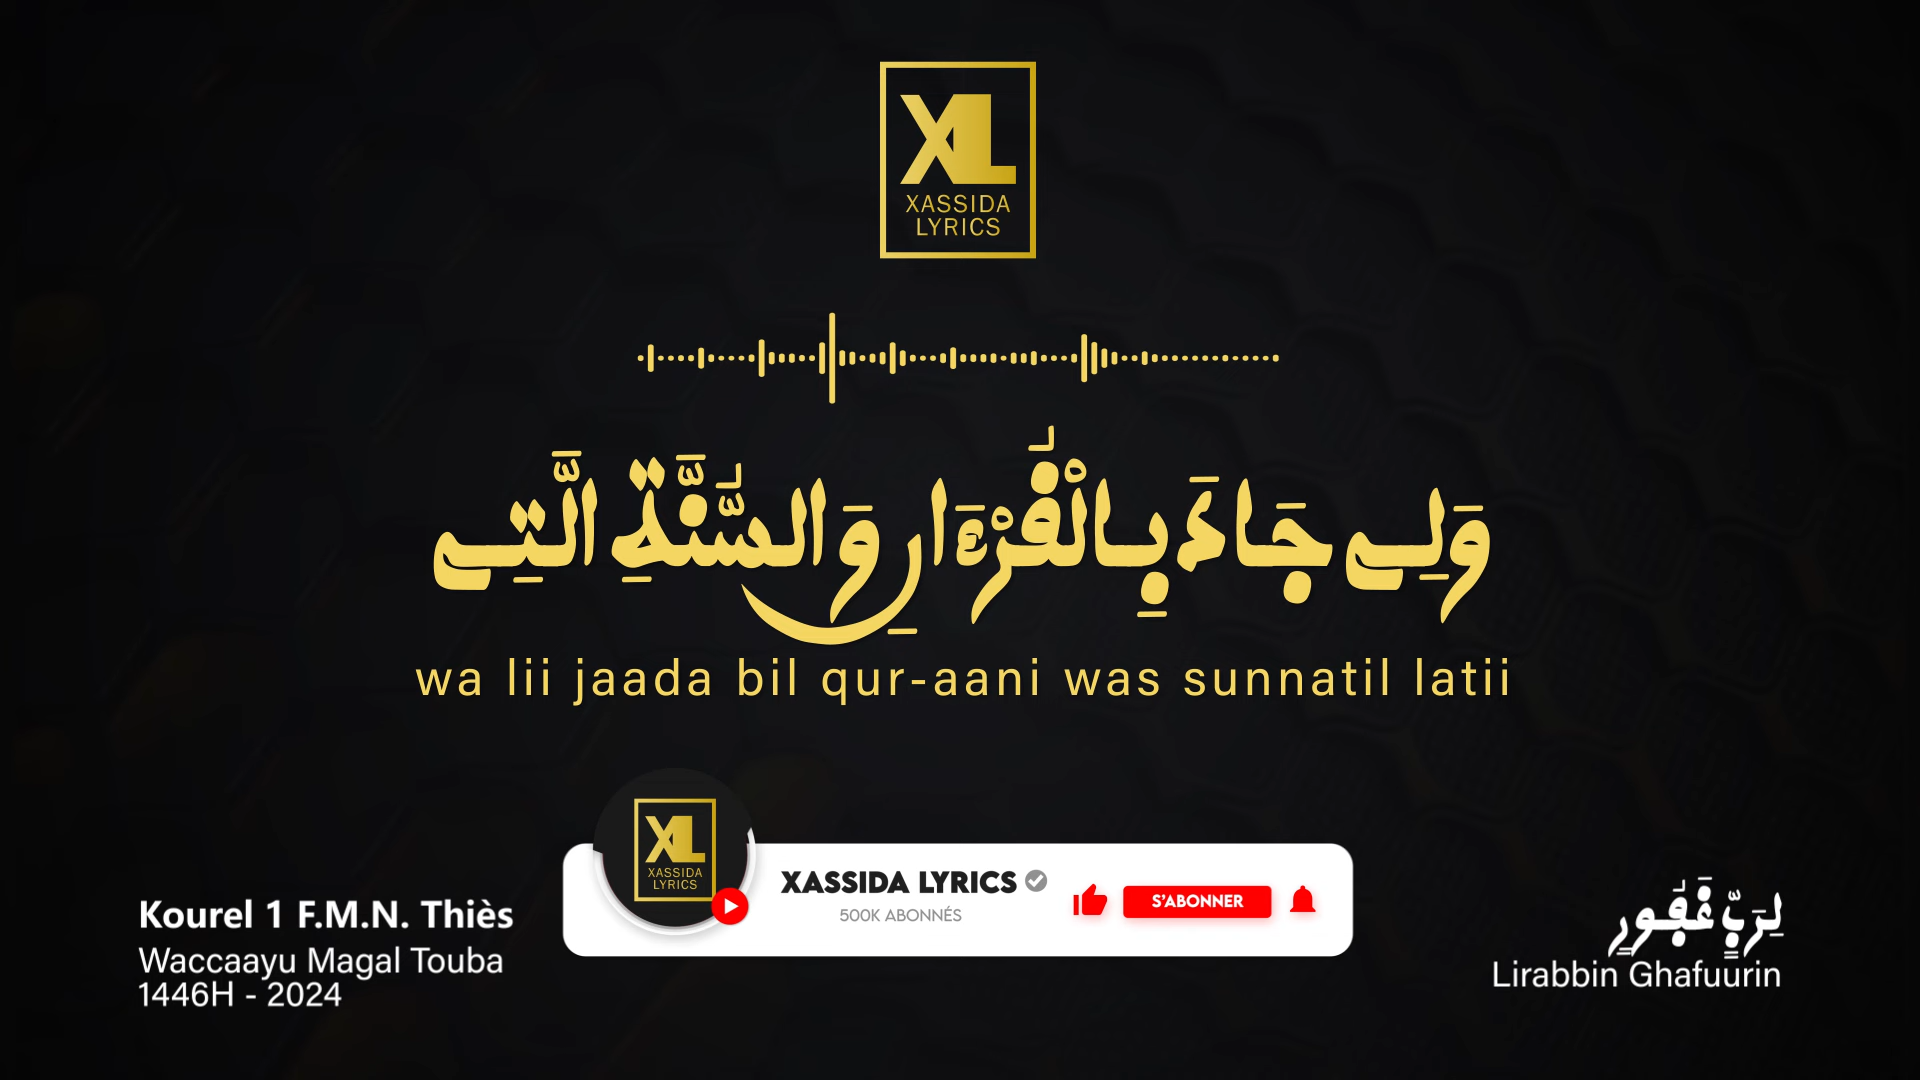 XL
XASSIDA
LYRICS
وَلِے جَادَ بِالْقُرْءَانِ وَالسُّنَّةِ الَّتِے
wa lii jaada bil qur-aani was sunnatil latii
XL
XASSIDA
LYRICS
XASSIDA LYRICS
500K ABONNÉS
S'ABONNER
Kourel 1 F.M.N. Thiès
Waccaayu Magal Touba
1446H - 2024
لِرَبٍّ غَفُورٍ
Lirabbin Ghafuurin